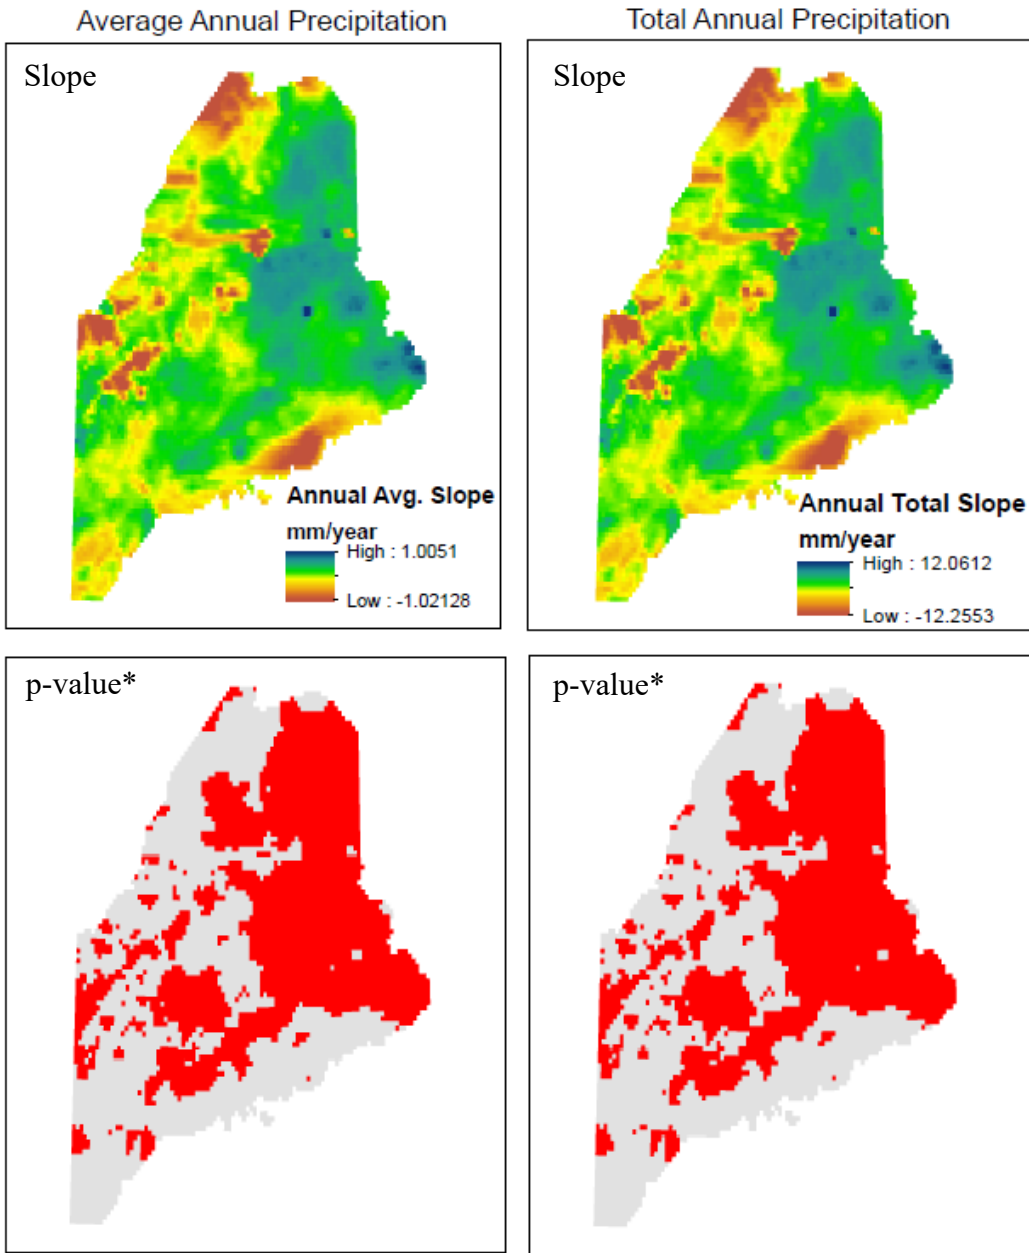 Average Annual Precipitation
Total Annual Precipitation
Slope
Slope
Annual Avg. Slope
mm/year
High : 1.0051
Low : -1.02128
Annual Total Slope
mm/year
High : 12.0612
Low : -12.2553
p-value*
p-value*